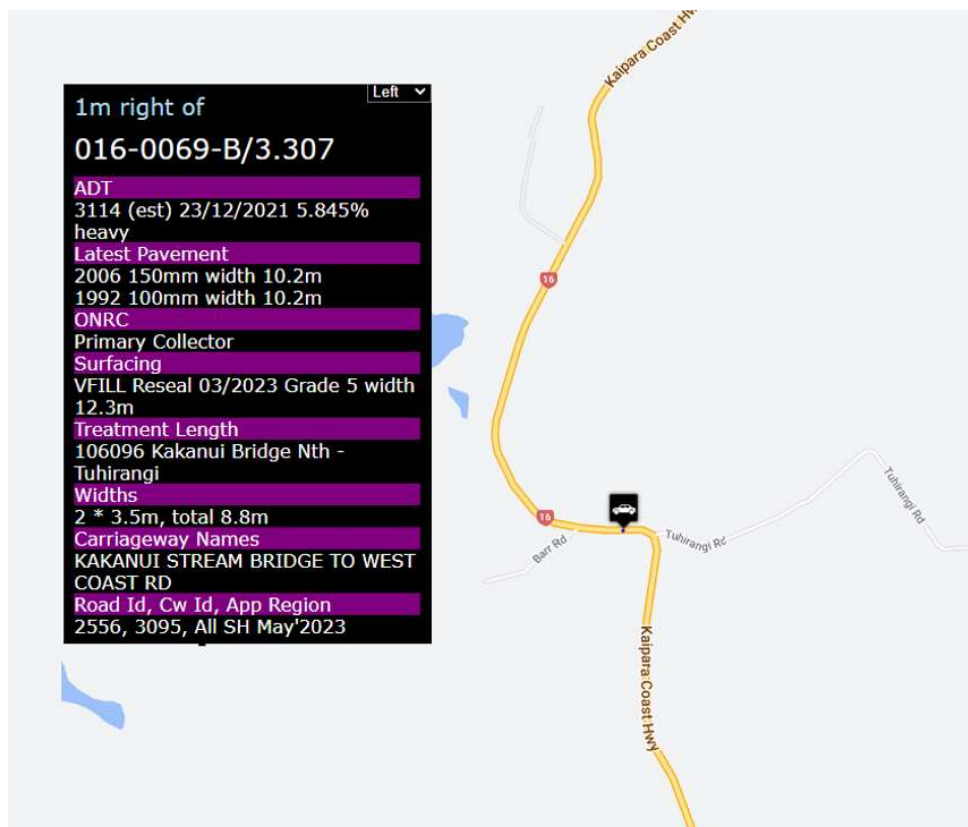 Left
1m right of
016-0069-B/3.307
ADT
3114 (est) 23/12/2021 5.845%
heavy
Latest Pavement
2006 150mm width 10.2m
1992 100mm width 10.2m
ONRC
Primary Collector
Surfacing
VFILL Reseal 03/2023 Grade 5 width
12.3m
Treatment Length
106096 Kakanui Bridge Nth -
Tuhirangi
Widths
2 * 3.5m, total 8.8m
Carriageway Names
KAKANUI STREAM BRIDGE TO WEST
COAST RD
Road Id, Cw Id, App Region
2556, 3095, All SH May'2023
Kaipara Coast Hwy
16
16
Barr Rd
Tuhirangi Rd
Tuhirangi Rd
Kaipara Coast Hwy